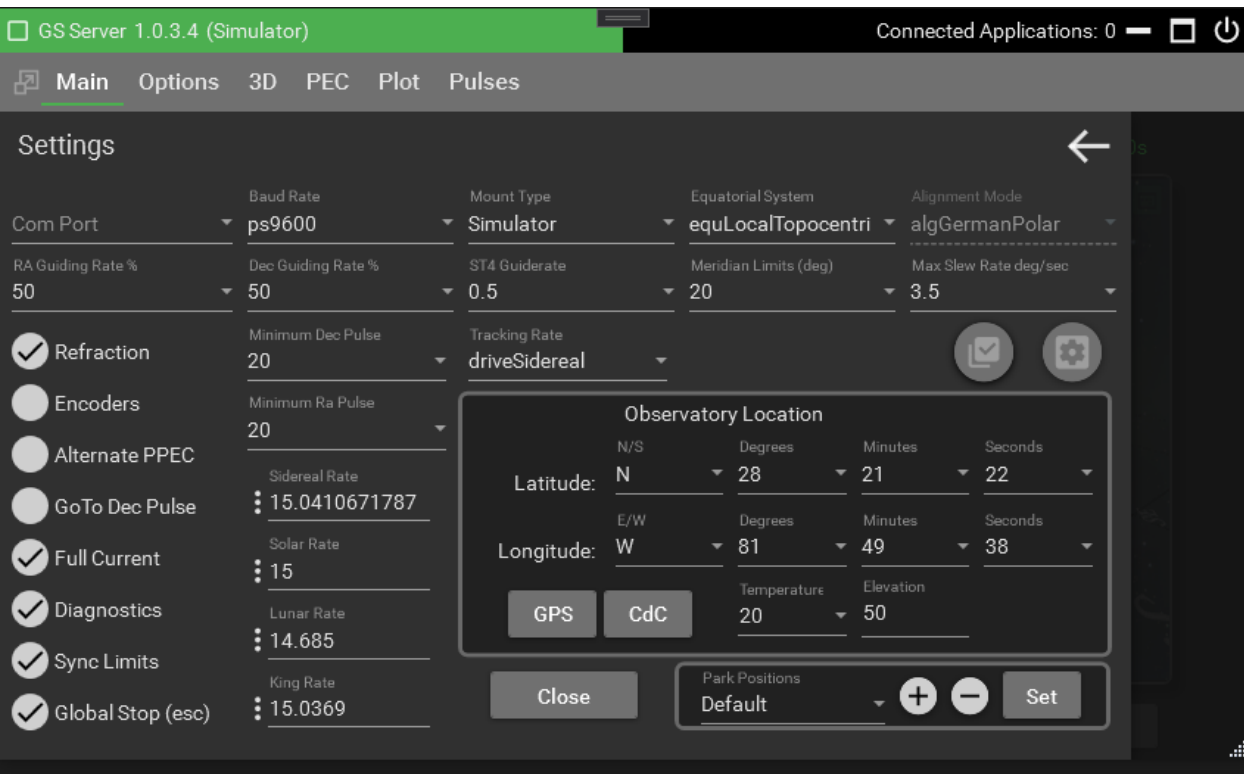 GS Server 1.0.3.4 (Simulator) Connected Applications: 0
Main Options 3D PEC Plot Pulses
Settings
0s
Baud Rate Mount Type Equatorial System Alignment Mode
Com Port ps9600 Simulator equLocalTopocentri algGermanPolar
RA Guiding Rate % Dec Guiding Rate % ST4 Guiderate Meridian Limits (deg) Max Slew Rate deg/sec
50 50 0.5 20 3.5
Minimum Dec Pulse Tracking Rate
Refraction 20 driveSidereal
Encoders Minimum Ra Pulse
20
Alternate PPEC
GoTo Dec Pulse Sidereal Rate
15.0410671787
Full Current Solar Rate
15
Diagnostics Lunar Rate
14.685
Sync Limits
Global Stop (esc) King Rate
15.0369
Observatory Location
N/S Degrees Minutes Seconds
Latitude: N 28 21 22
E/W Degrees Minutes Seconds
Longitude: W 81 49 38
Temperature Elevation
GPS CdC 20 50
Close
Park Positions
Default Set